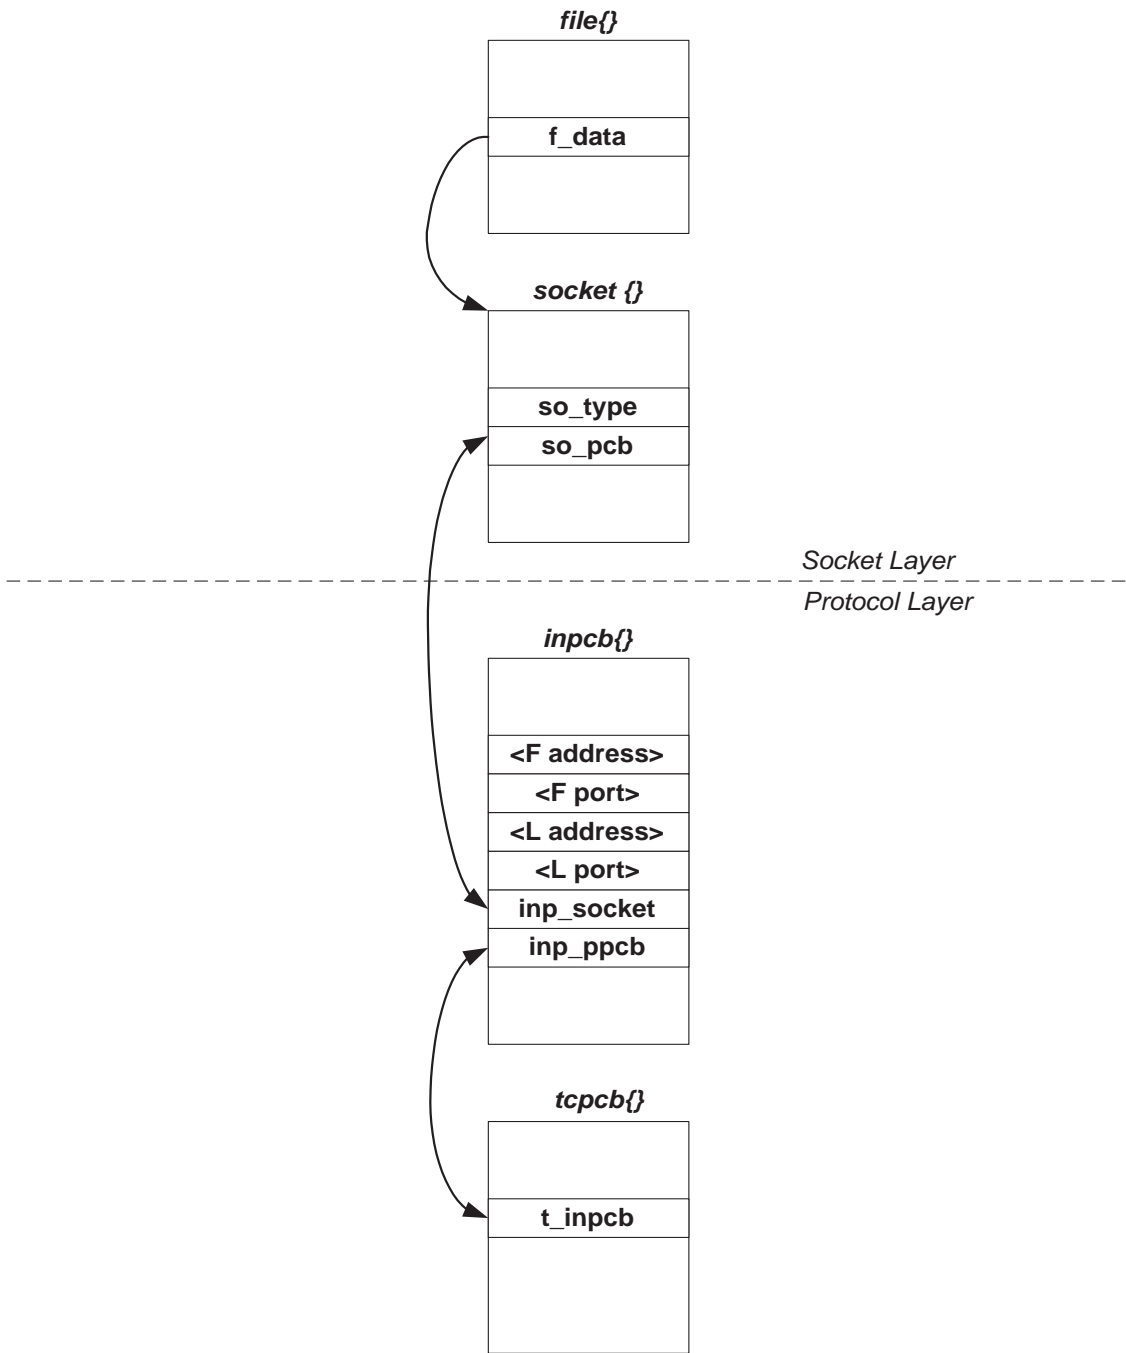 file{}
f_data
socket {}
so_type
so_pcb
Socket Layer
Protocol Layer
inpcb{}
<F address>
<F port>
<L address>
<L port>
inp_socket
inp_ppcb
tcpcb{}
t_inpcb